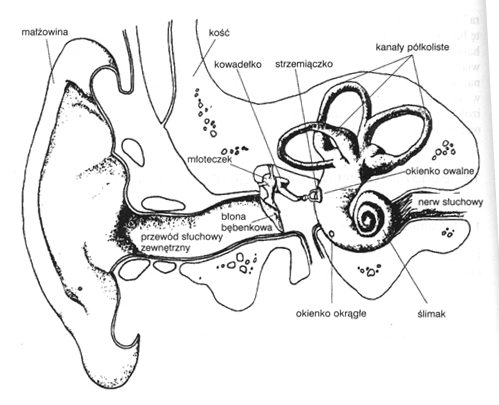 małżowina
kość
kowadełko
strzemiączko
kanały półkoliste
młoteczek
okienko owalne
nerw słuchowy
błona
bębenkowa
przewód słuchowy
zewnętrzny
okienko okrągłe
ślimak